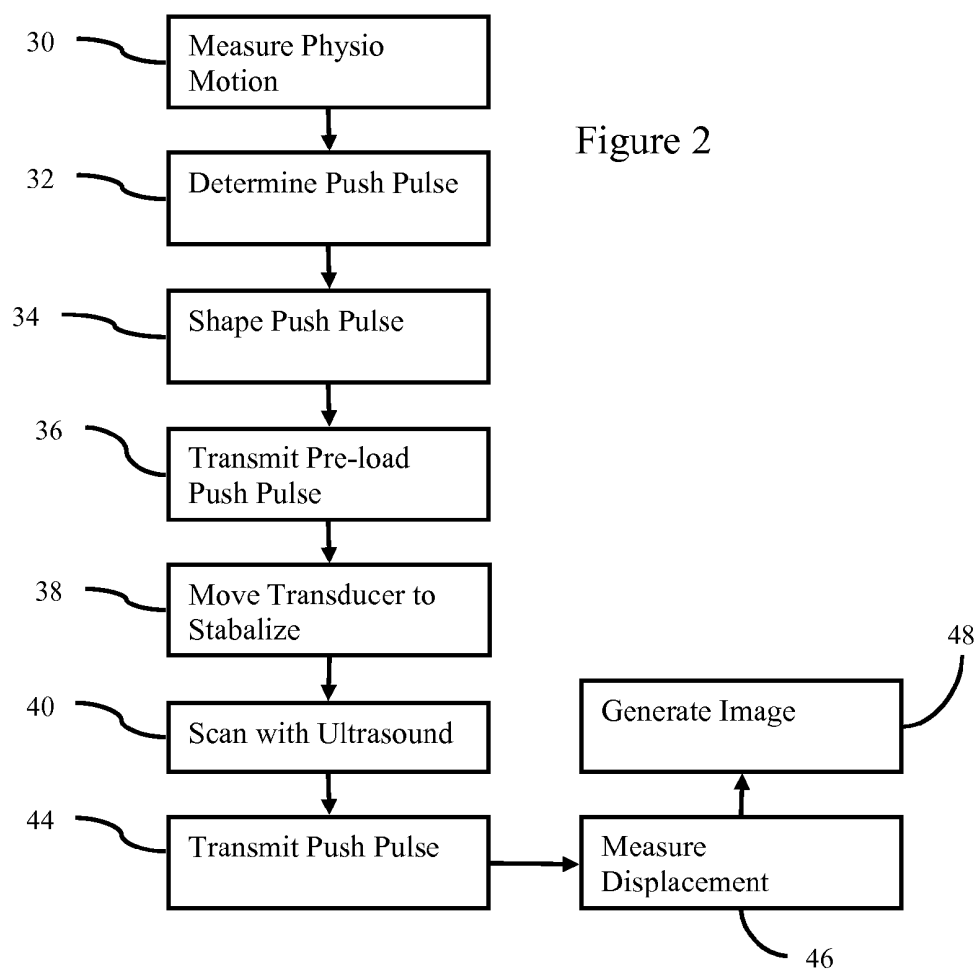 30
Measure Physio
Motion
Figure 2
32
Determine Push Pulse
34
Shape Push Pulse
36
Transmit Pre-load
Push Pulse
38
Move Transducer to
Stabalize
40
Scan with Ultrasound
44
Transmit Push Pulse
Measure
Displacement
46
Generate Image
48